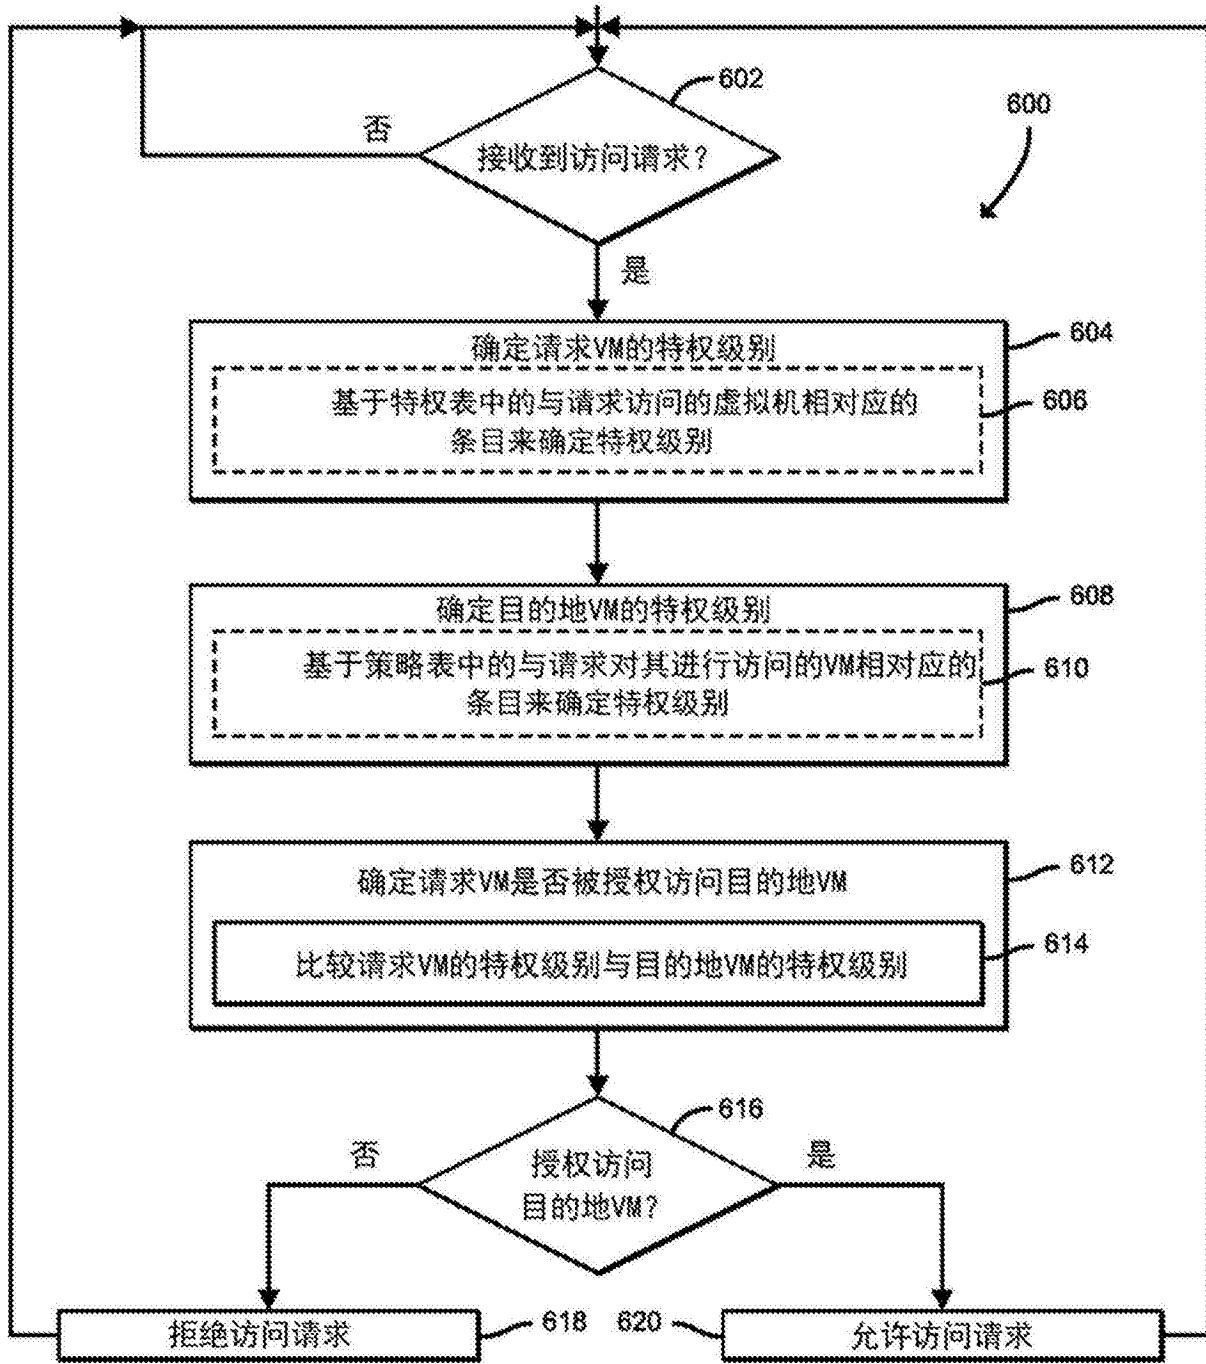 602
600
否
接收到访问请求?
是
604
确定请求VM的特权级别
606
基于特权表中的与请求访问的虚拟机相对应的
条目来确定特权级别
608
确定目的地VM的特权级别
610
基于策略表中的与请求对其进行访问的VM相对应的
条目来确定特权级别
612
确定请求VM是否被授权访问目的地VM
614
比较请求VM的特权级别与目的地VM的特权级别
616
否
是
授权访问
目的地VM?
618
620
拒绝访问请求
允许访问请求